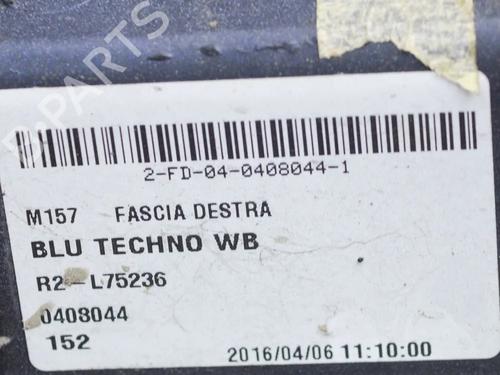 B-PARTS
2-FD-04-0408044-1
M157 FASCIA DESTRA
BLU TECHNO WB
R2-L75236
0408044
152
2016/04/06 11:10:00